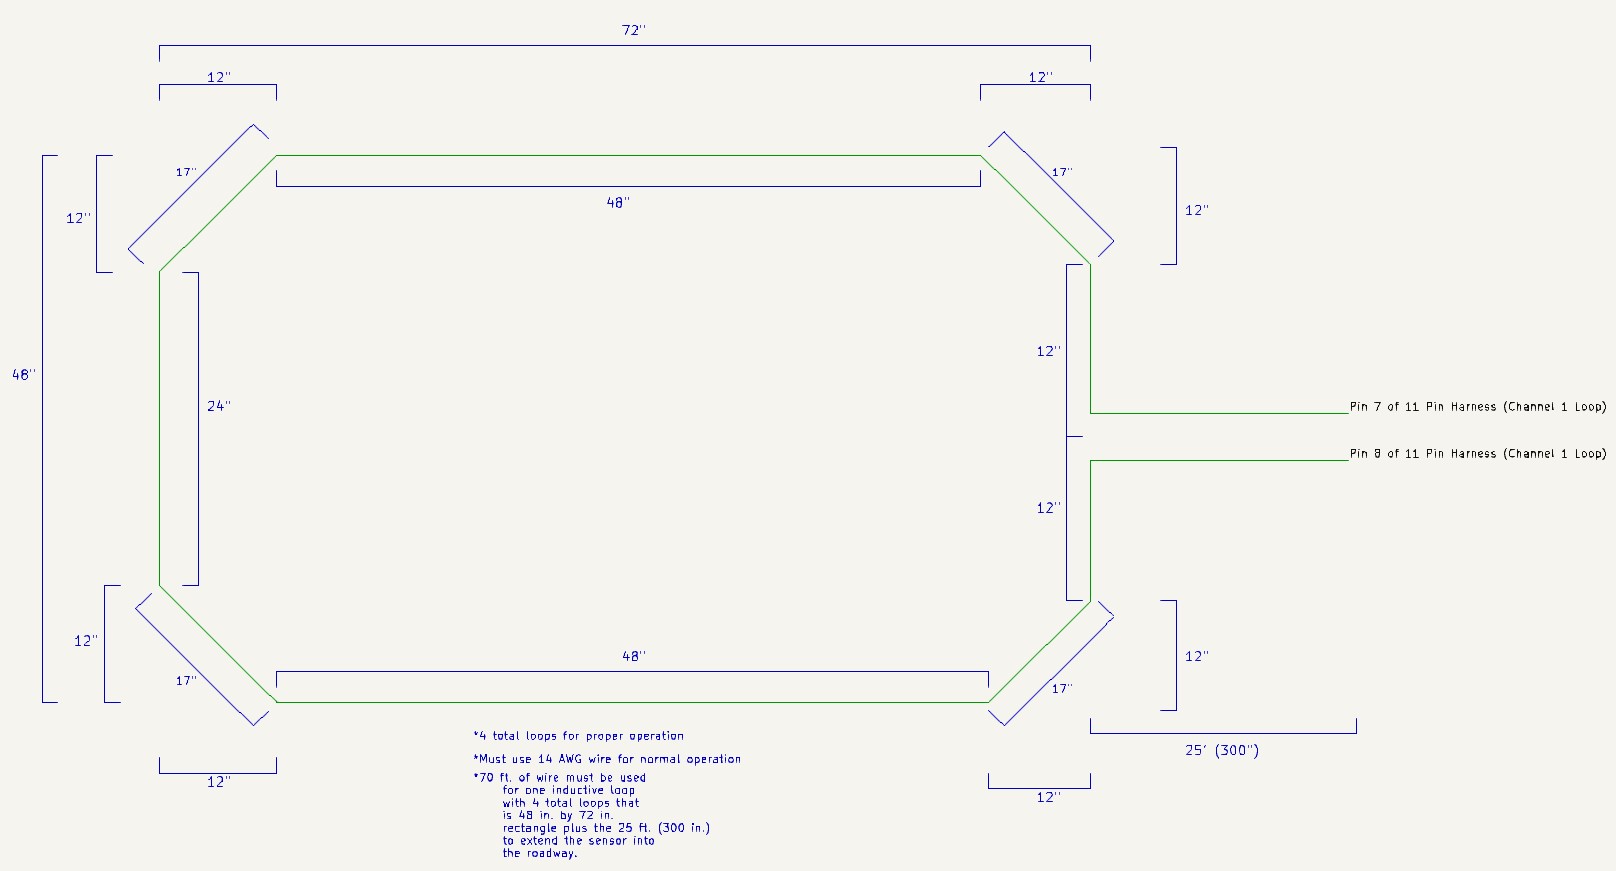 72"
12"
12"
17"
17"
12"
48"
12"
12"
48"
24"
12"
Pin 7 of 11 Pin Harness (Channel 1 Loop)
Pin 8 of 11 Pin Harness (Channel 1 Loop)
12"
12"
48"
12"
17"
17"
*4 total loops for proper operation
25' (300")
*Must use 14 AWG wire for normal operation
*70 ft. of wire must be used
for one inductive loop
with 4 total loops that
is 48 in. by 72 in.
rectangle plus the 25 ft. (300 in.)
to extend the sensor into
the roadway.
12"
12"